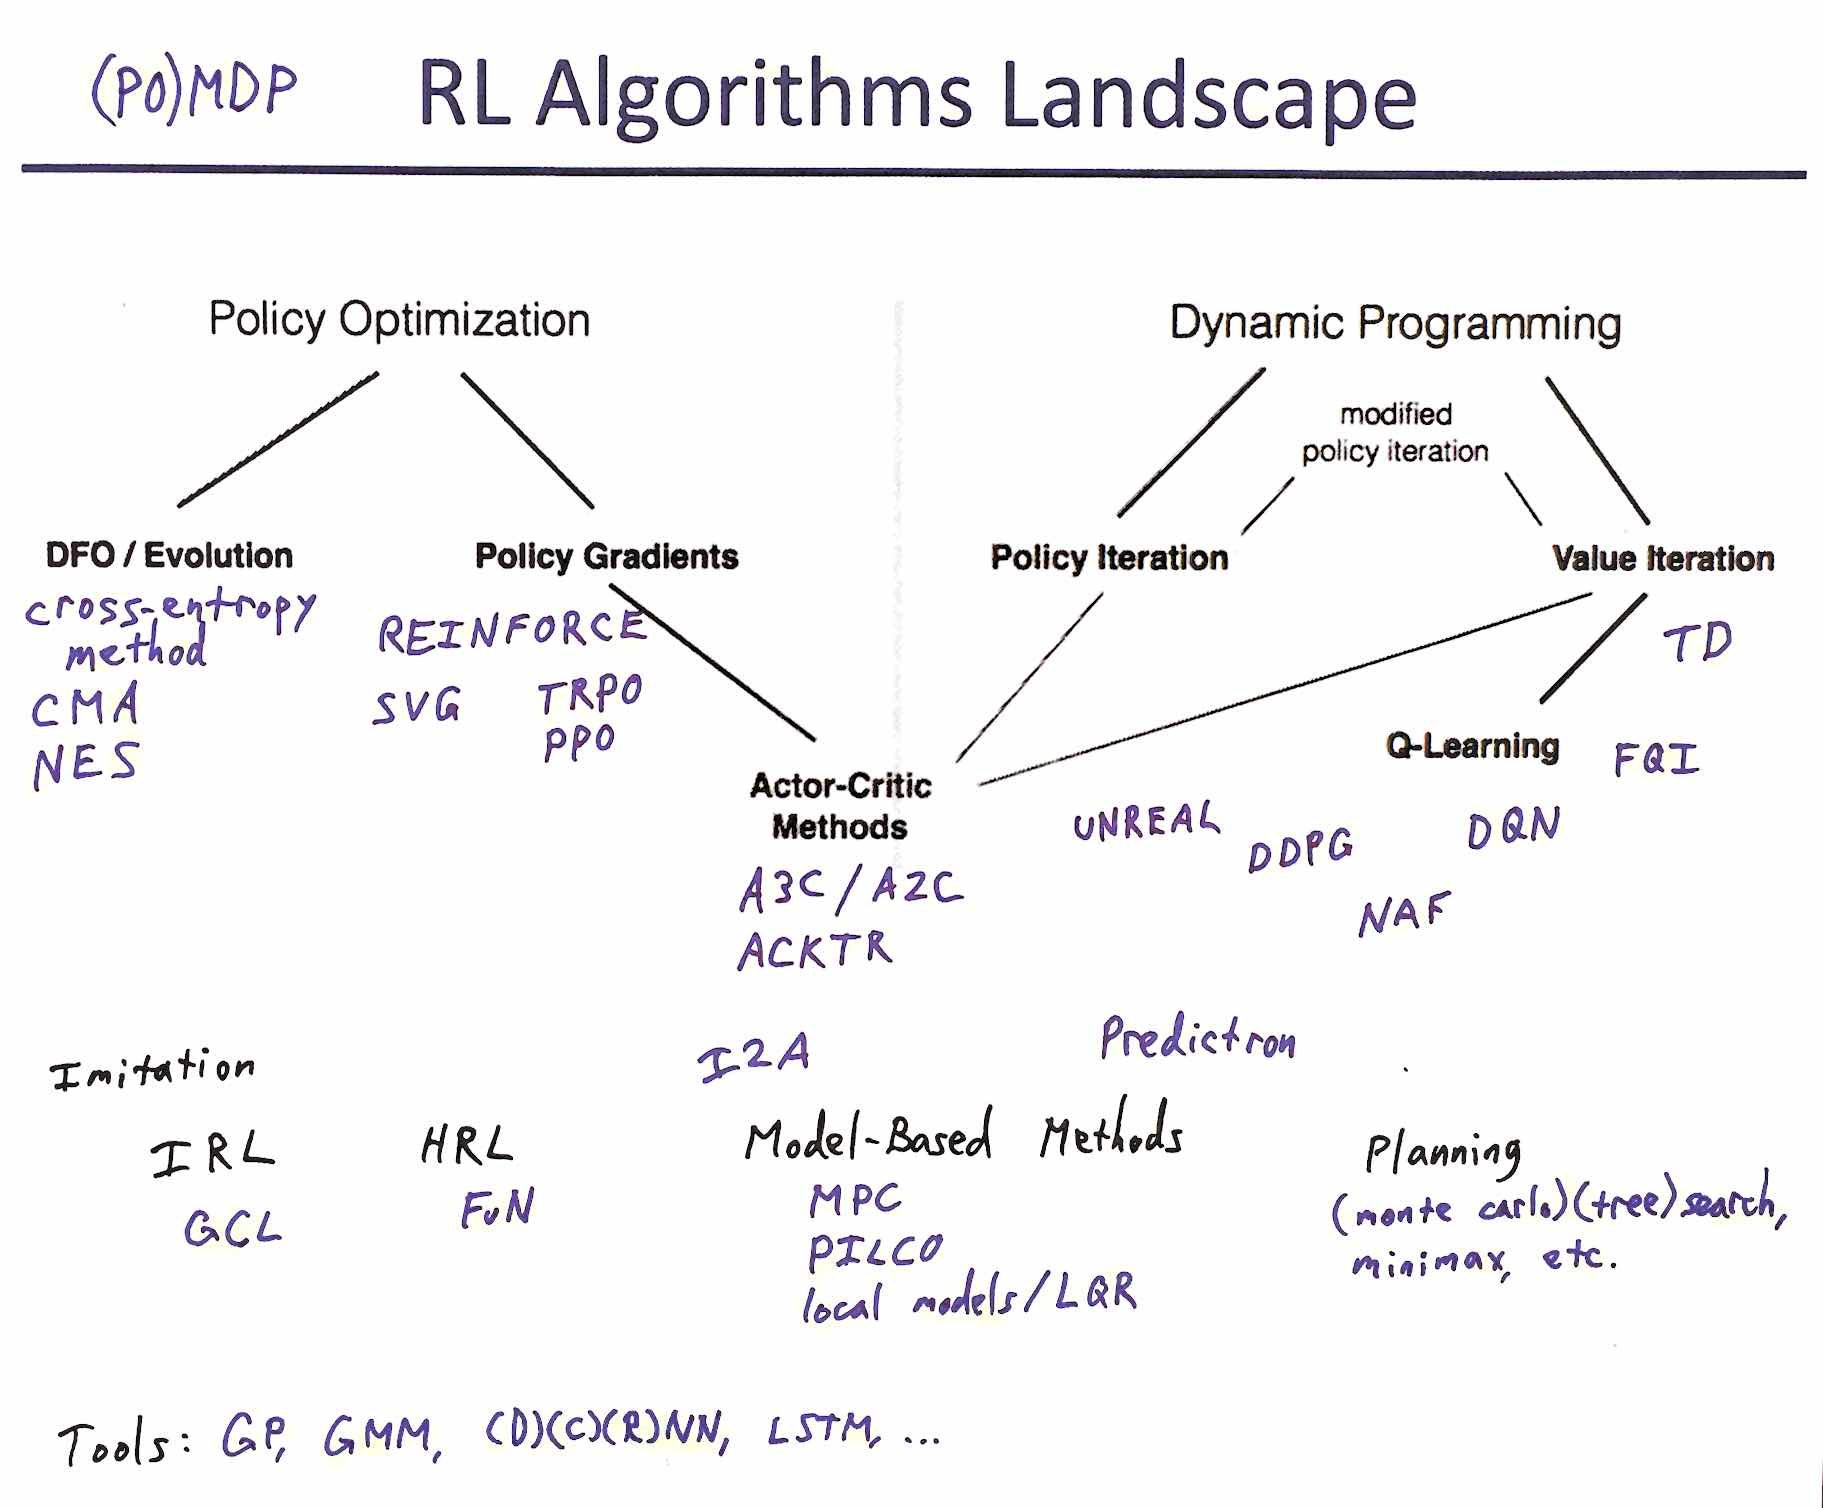 (PO)MDP RL Algorithms Landscape
Policy Optimization
Dynamic Programming
modified
policy iteration
DFO / Evolution
Policy Gradients
Policy Iteration
Value Iteration
cross-entropy
method
CMA
NES
REINFORCE
SVG
TRPO
PPO
TD
Q-Learning
FQI
Actor-Critic
Methods
A3C / A2C
ACKTR
UNREAL
DDPG
DQN
NAF
Imitation
I2A
Predictron
IRL
GCL
HRL
FuN
Model-Based Methods
MPC
PILCO
local models/LQR
Planning
(monte carlo)(tree) search,
minimax, etc.
Tools: GP, GMM, (D)(C)(R)NN, LSTM, ...